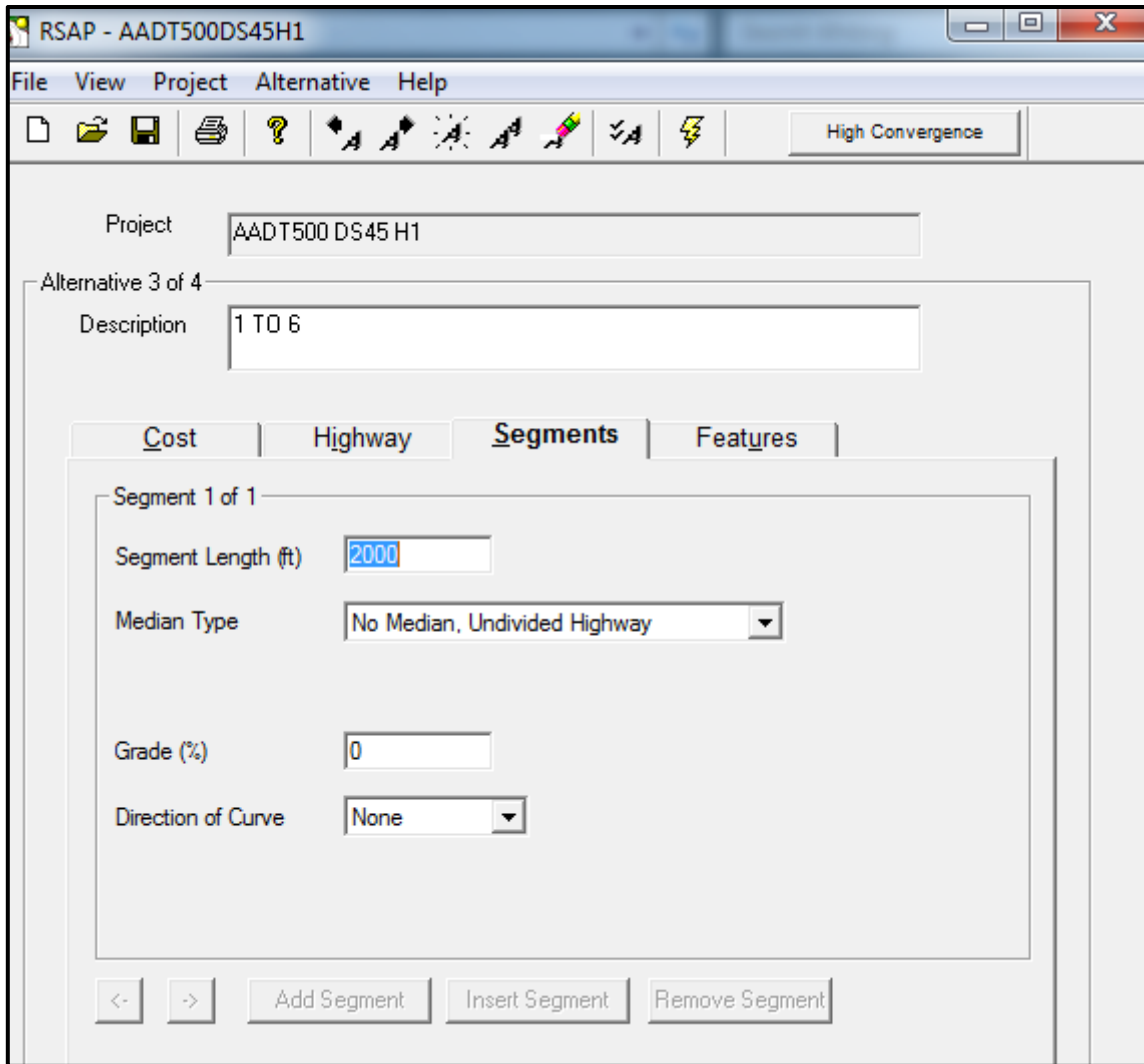 RSAP - AADT500DS45H1
File View Project Alternative Help
High Convergence
Project AADT500 DS45 H1
Alternative 3 of 4
Description 1 TO 6
Cost Highway Segments Features
Segment 1 of 1
Segment Length (ft) 2000
Median Type No Median, Undivided Highway
Grade (%) 0
Direction of Curve None
<- -> Add Segment Insert Segment Remove Segment